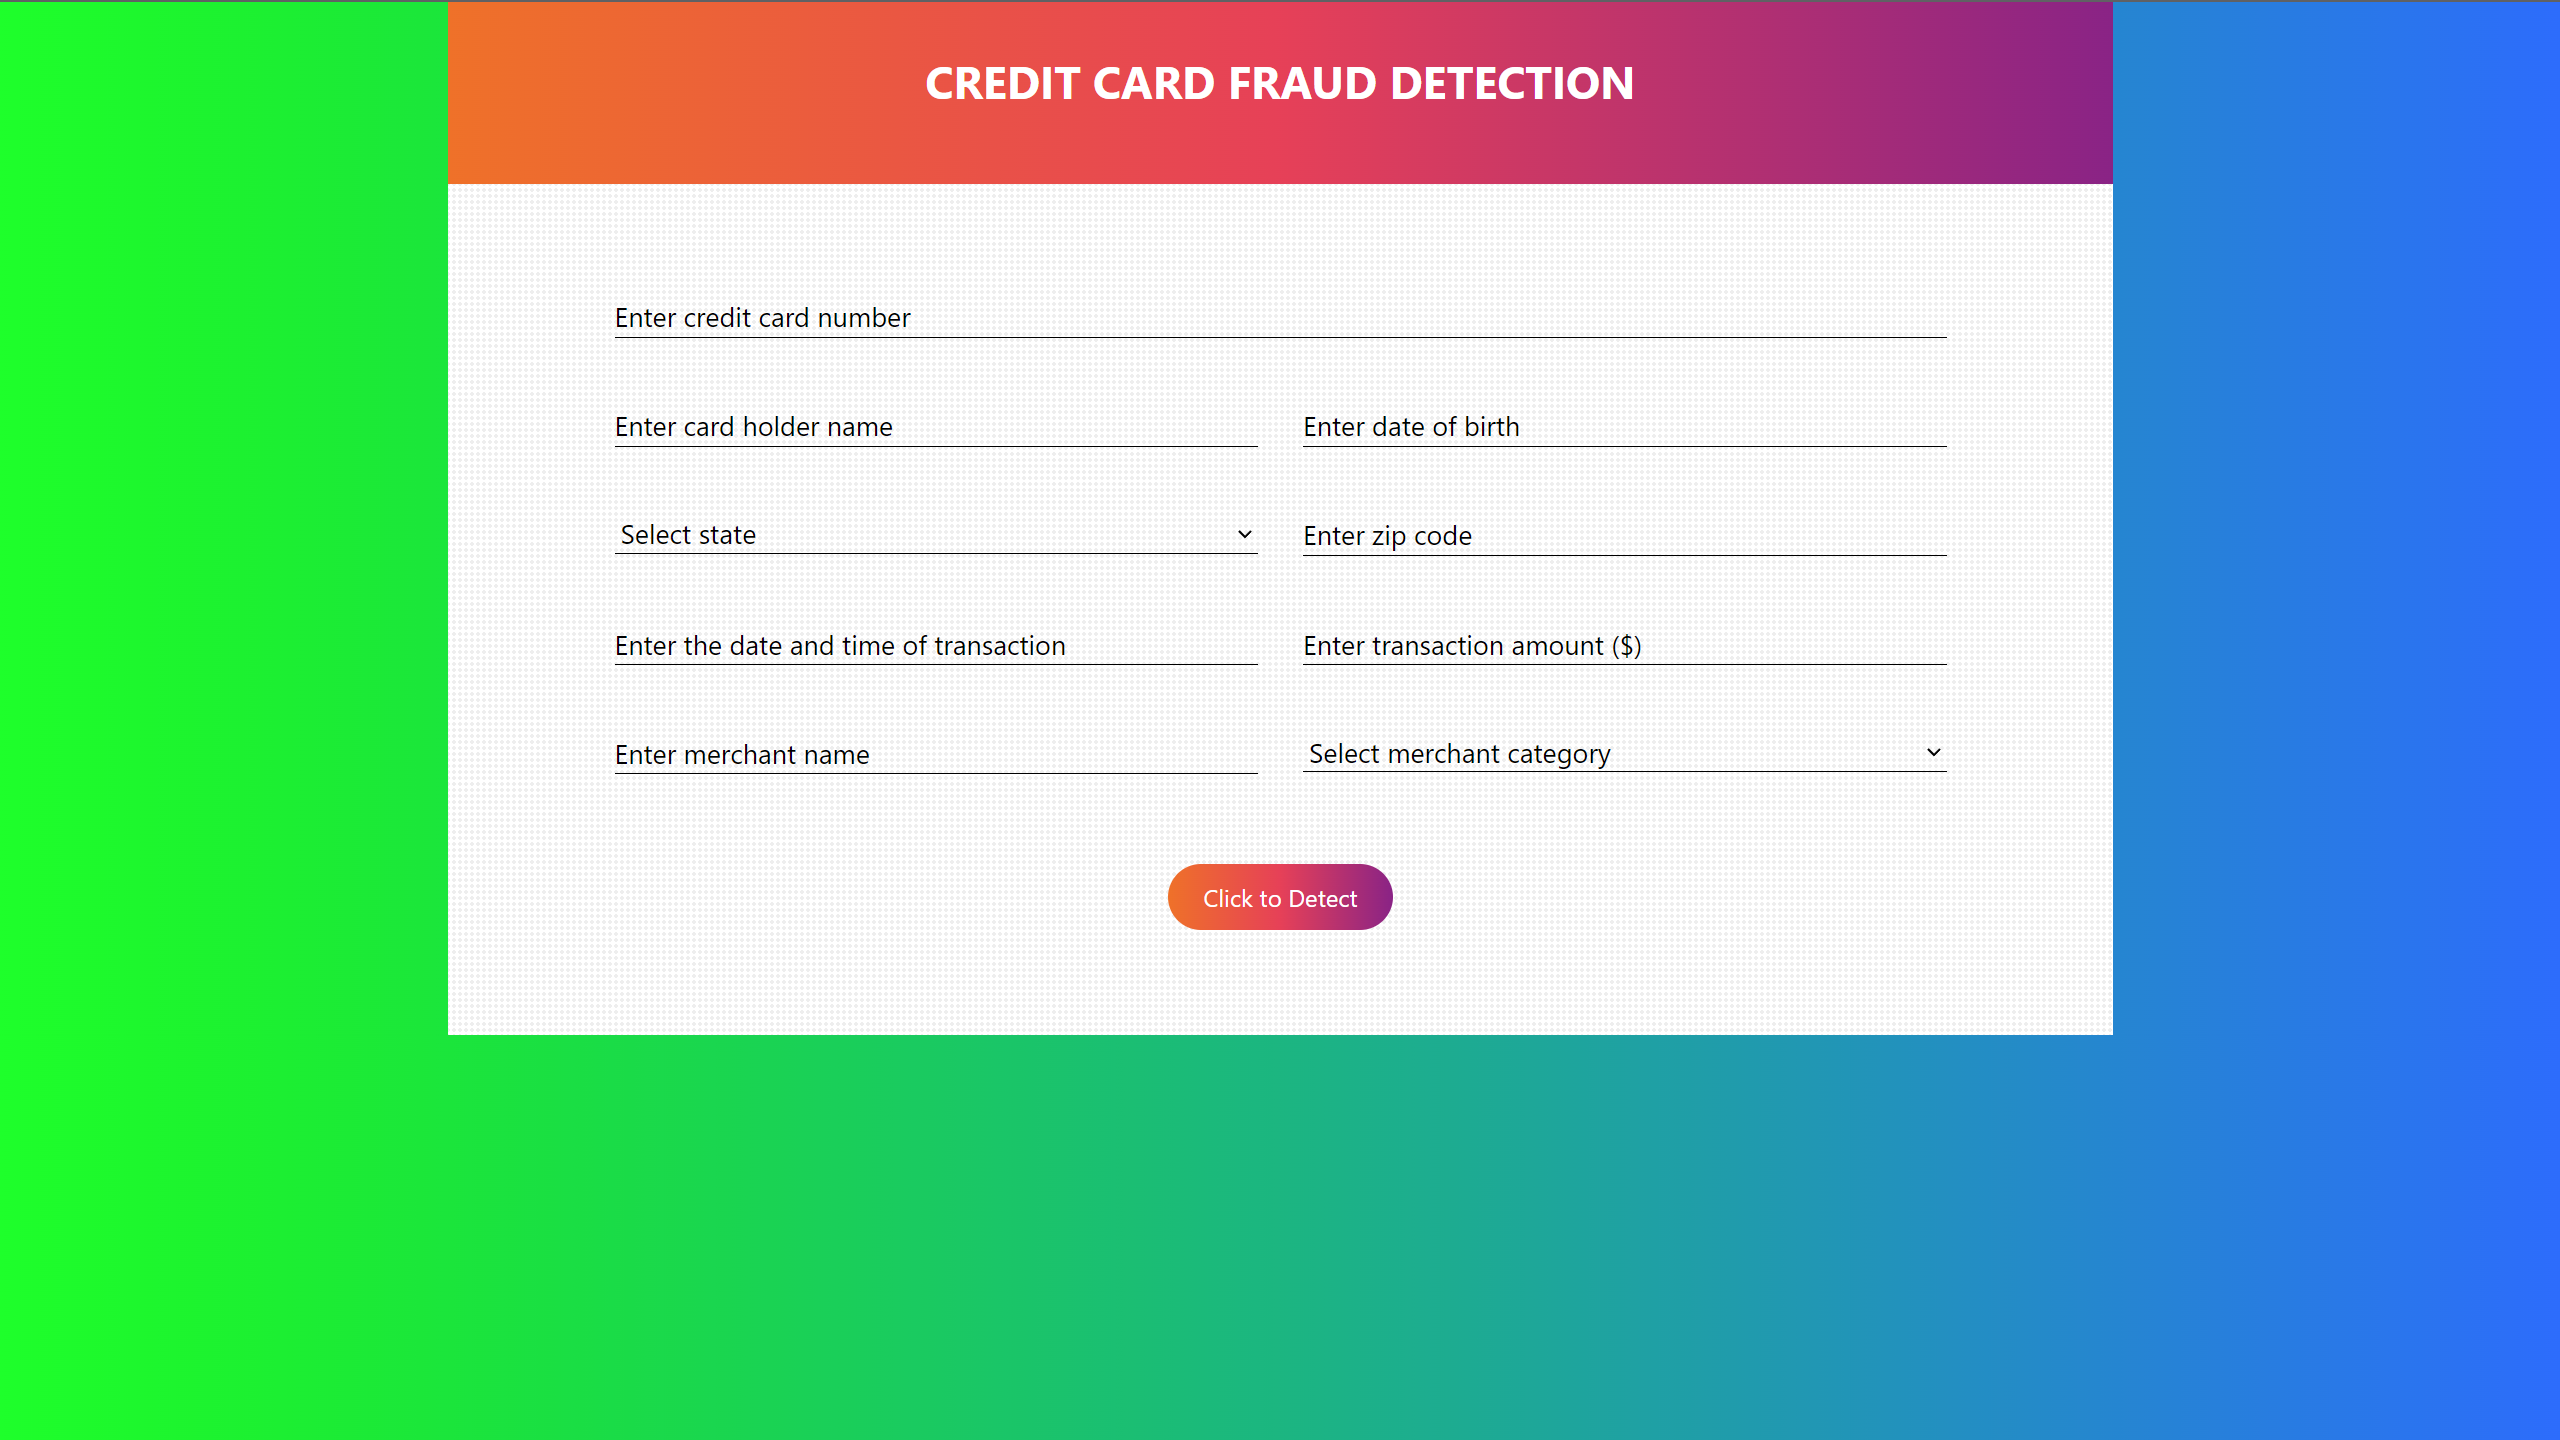 CREDIT CARD FRAUD DETECTION
Enter credit card number
Enter card holder name
Enter date of birth
Select state
Enter zip code
Enter the date and time of transaction
Enter transaction amount ($)
Enter merchant name
Select merchant category
Click to Detect